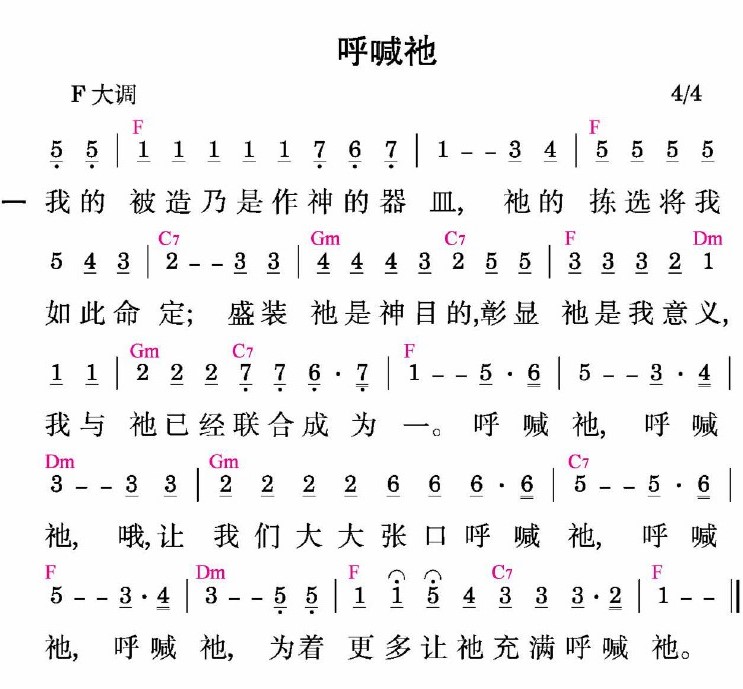 呼喊祂
F 大调 4/4
F F
5 5 | 1 1 1 1 1 7 6 7 | 1 - - 3 4 | 5 5 5 5
一 我的 被造乃是作神的器 皿, 祂的 拣选将我
C7 Gm C7 F Dm
5 4 3 | 2 - - 3 3 | 4 4 4 3 2 5 5 | 3 3 3 2 1
如此命 定; 盛装 祂是神目的,彰显 祂是我意义,
Gm C7 F
1 1 | 2 2 2 7 7 6 · 7 | 1 - - 5 · 6 | 5 - - 3 · 4 |
我与 祂已经联合成 为 一。 呼 喊 祂, 呼 喊
Dm Gm C7
3 - - 3 3 | 2 2 2 2 6 6 6 · 6 | 5 - - 5 · 6 |
祂, 哦,让 我们大大张口呼 喊 祂, 呼 喊
F Dm F C7 F
5 - - 3 · 4 | 3 - - 5 5 | 1 1 5 4 3 3 3 · 2 | 1 - - ‖
祂, 呼喊 祂, 为着 更多让祂充满呼喊 祂。